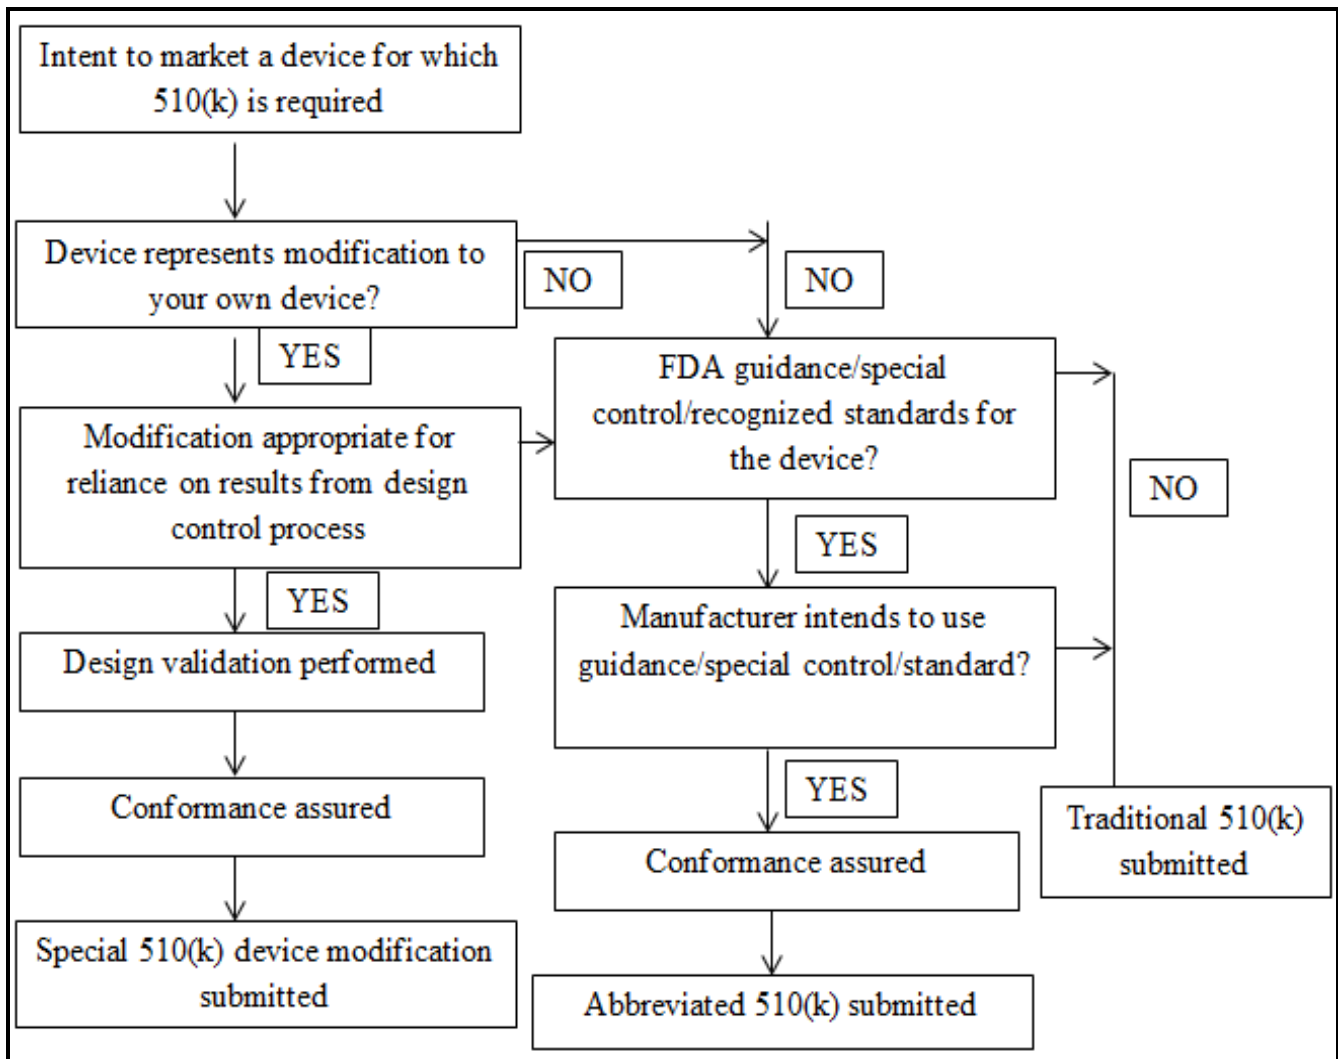 Intent to market a device for which
510(k) is required
Device represents modification to
your own device?
NO
NO
YES
FDA guidance/special
control/recognized standards for
the device?
Modification appropriate for
reliance on results from design
control process
NO
YES
YES
Design validation performed
Manufacturer intends to use
guidance/special control/standard?
Conformance assured
YES
Traditional 510(k)
submitted
Conformance assured
Special 510(k) device modification
submitted
Abbreviated 510(k) submitted